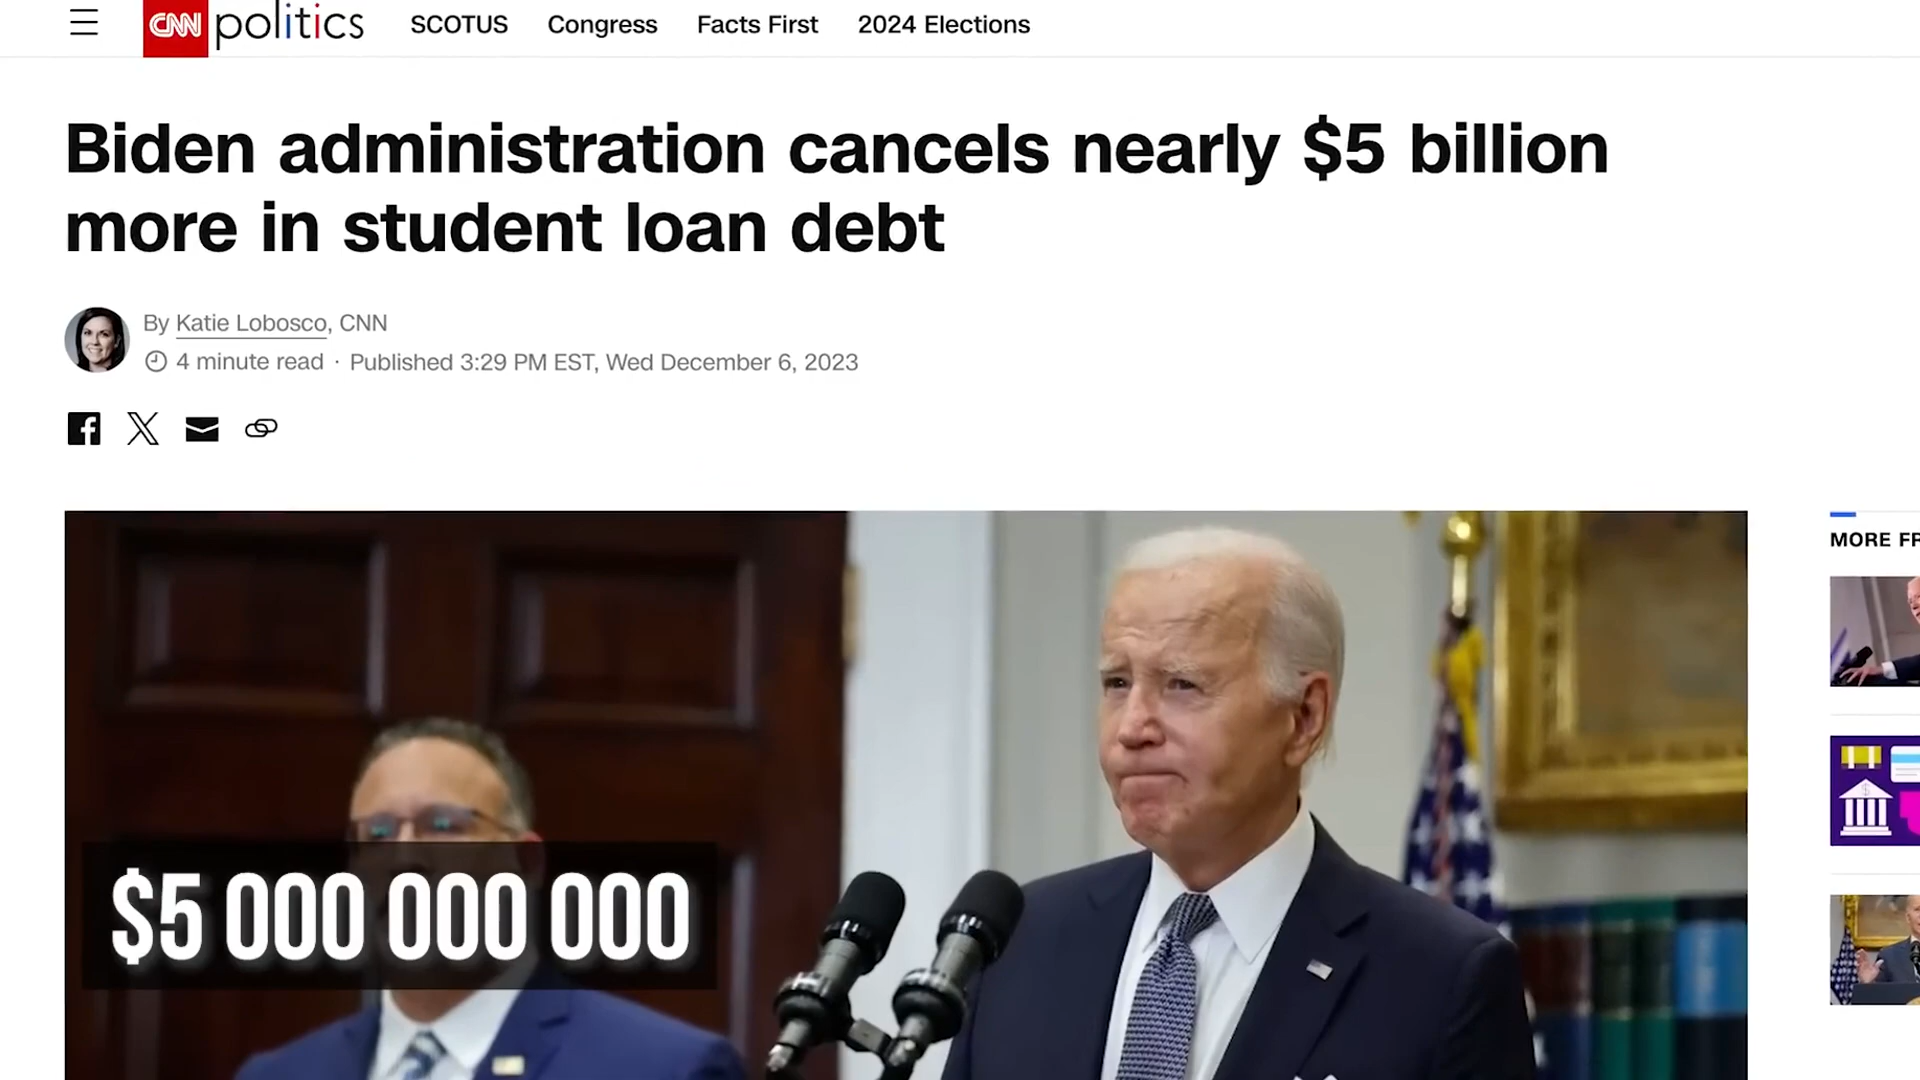 CNN politics SCOTUS Congress Facts First 2024 Elections
Biden administration cancels nearly $5 billion
more in student loan debt
By Katie Lobosco, CNN
4 minute read · Published 3:29 PM EST, Wed December 6, 2023
MORE FR
$5 000 000 000